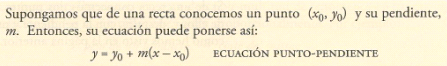 Supongamos que de una recta conocemos un punto (x₀, y₀) y su pendiente,
m. Entonces, su ecuación puede ponerse así:
y = y₀ + m(x – x₀) ECUACIÓN PUNTO-PENDIENTE